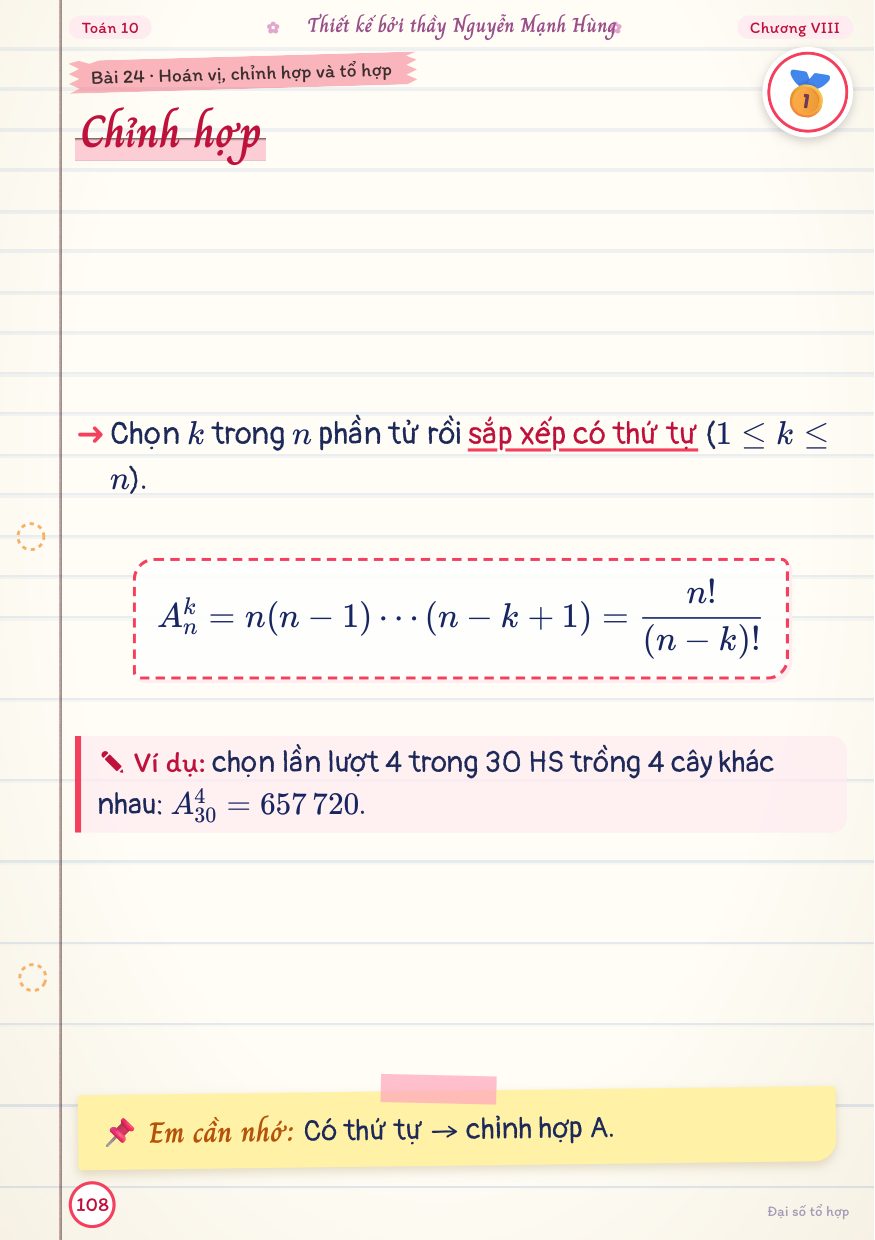 Toán 10
Thiết kế bởi thầy Nguyễn Mạnh Hùng
Chương VIII
Bài 24 · Hoán vị, chỉnh hợp và tổ hợp
1
Chỉnh hợp
→ Chọn k trong n phần tử rồi sắp xếp có thứ tự (1 ≤ k ≤
n).
A_n^k = n(n − 1) ⋯ (n − k + 1) = n!/(n − k)!
Ví dụ: chọn lần lượt 4 trong 30 HS trồng 4 cây khác
nhau: A_{30}^4 = 657 720.
Em cần nhớ: Có thứ tự → chỉnh hợp A.
108
Đại số tổ hợp